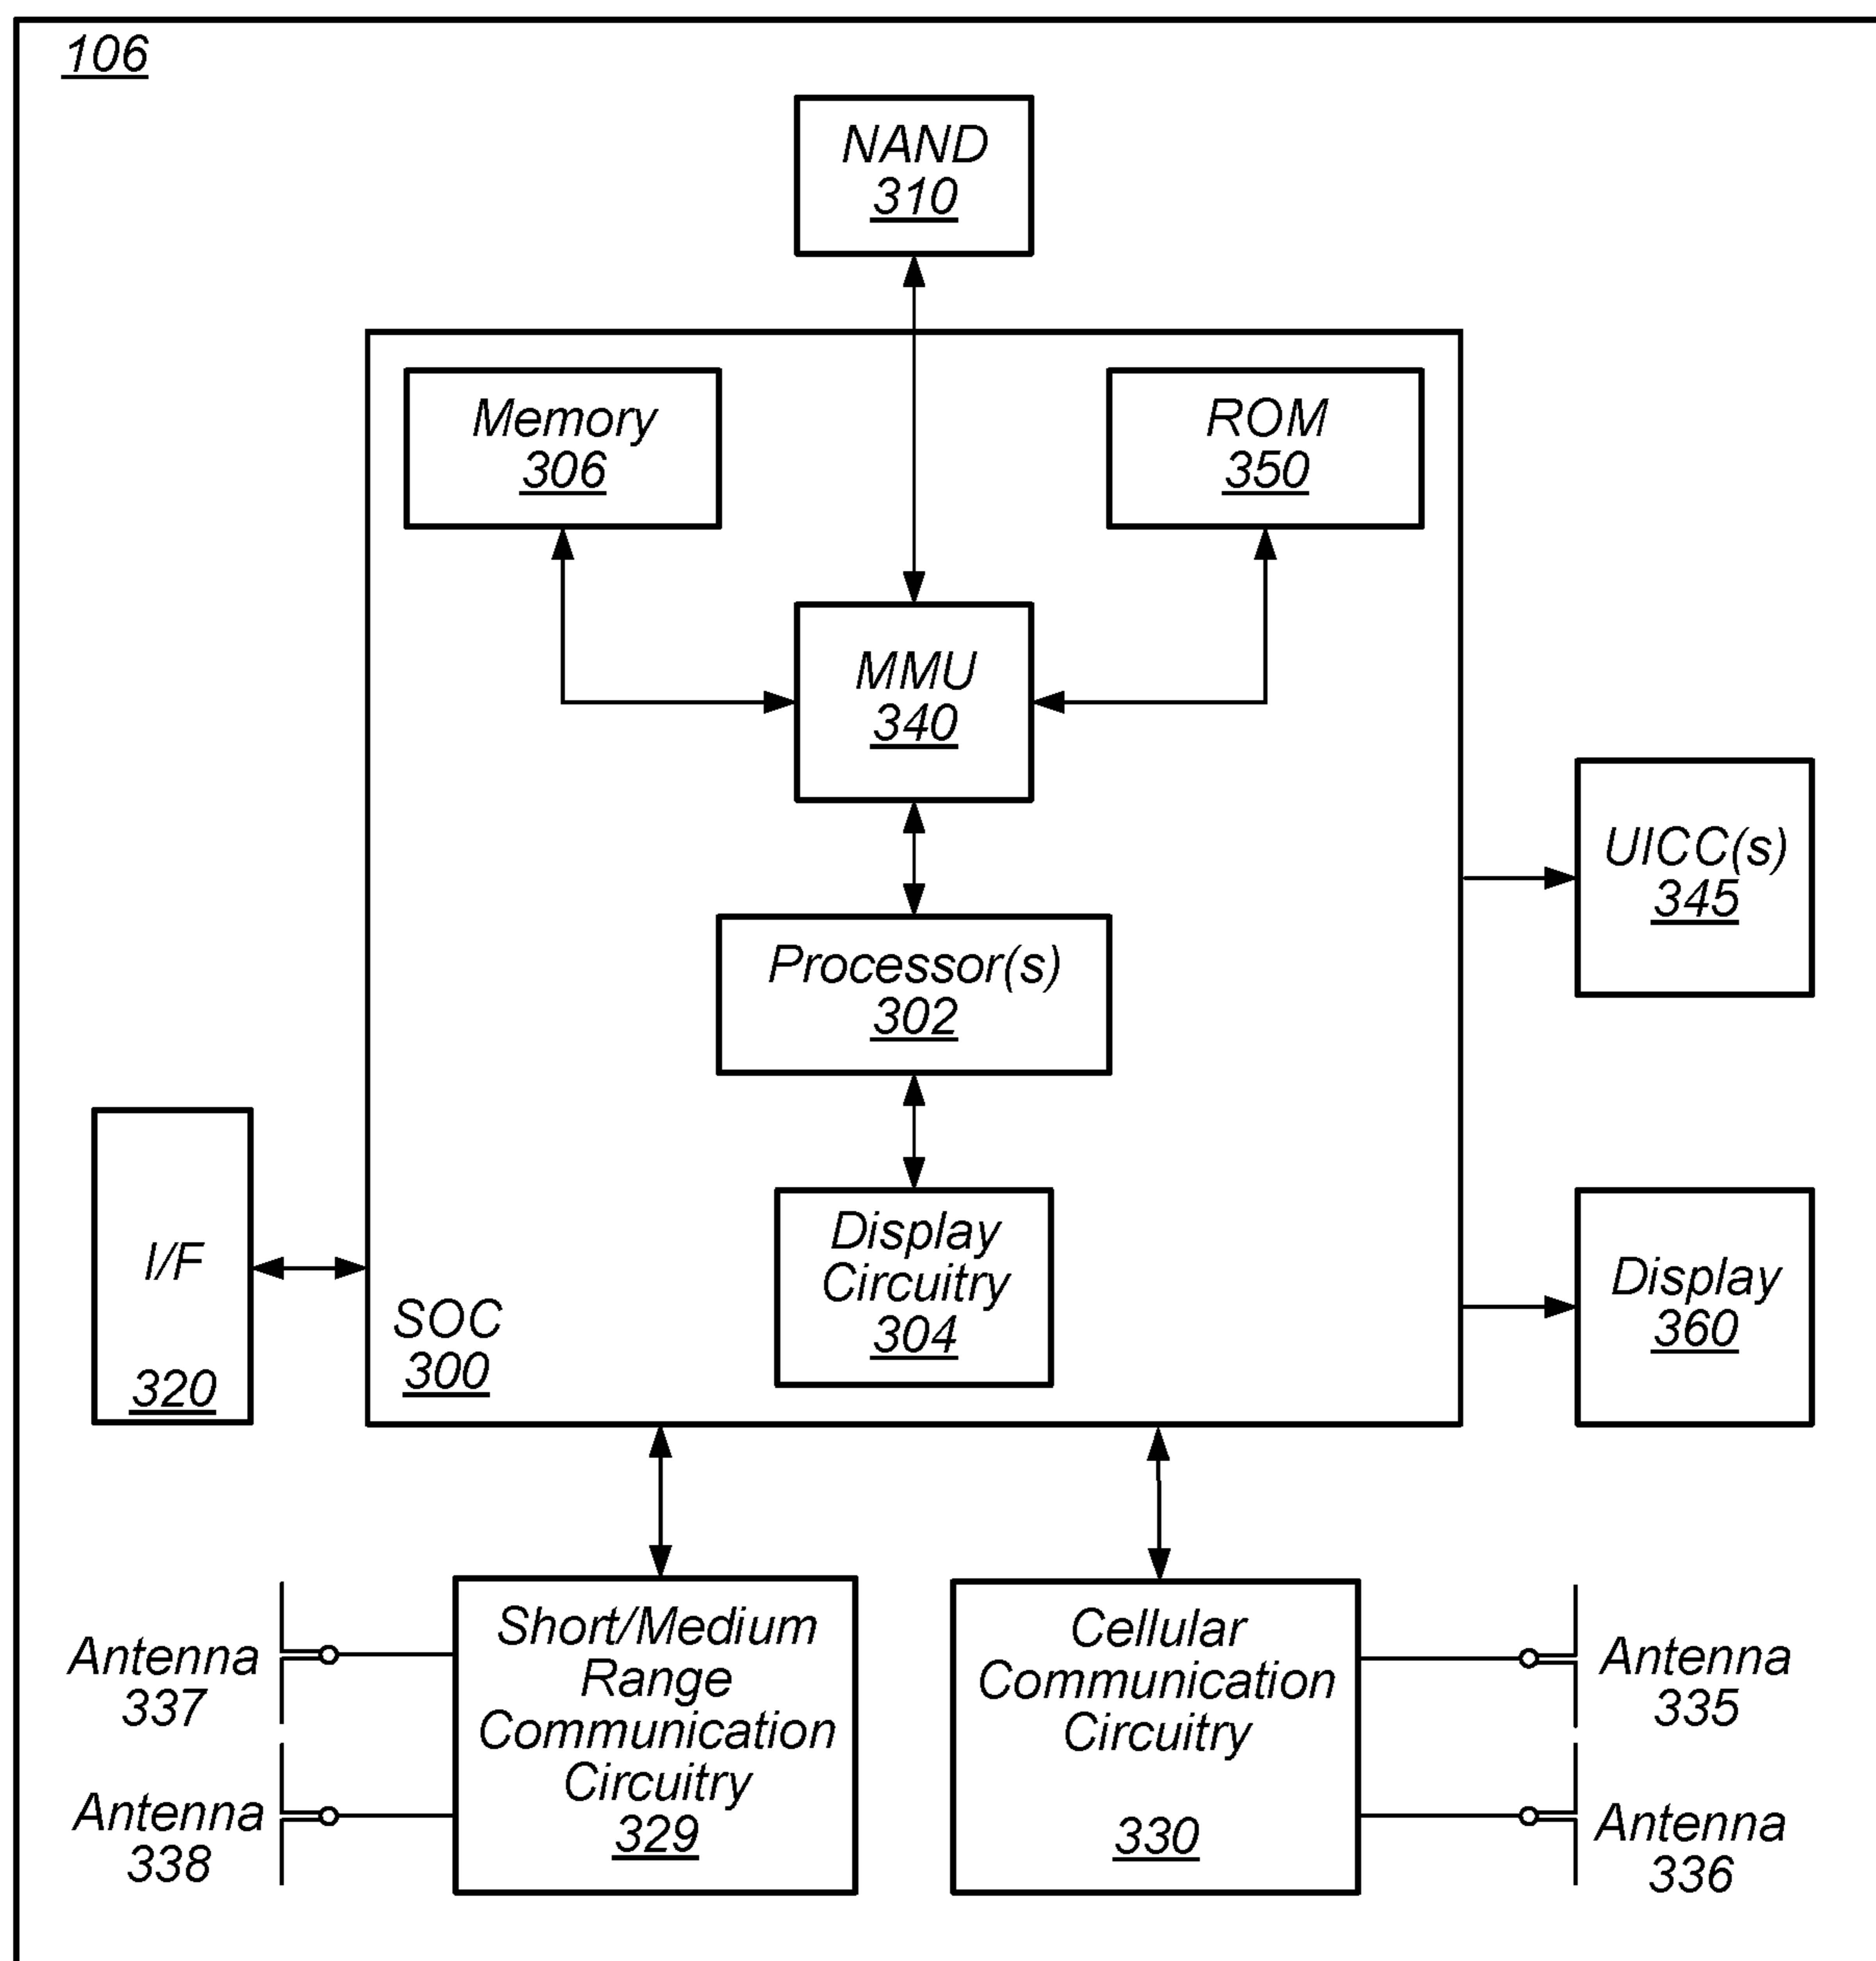 106
NAND
310
Memory
306
ROM
350
MMU
340
UICC(s)
345
Processor(s)
302
I/F
320
Display
Circuitry
304
SOC
300
Display
360
Short/Medium
Range
Communication
Circuitry
329
Cellular
Communication
Circuitry
330
Antenna
337
Antenna
338
Antenna
335
Antenna
336